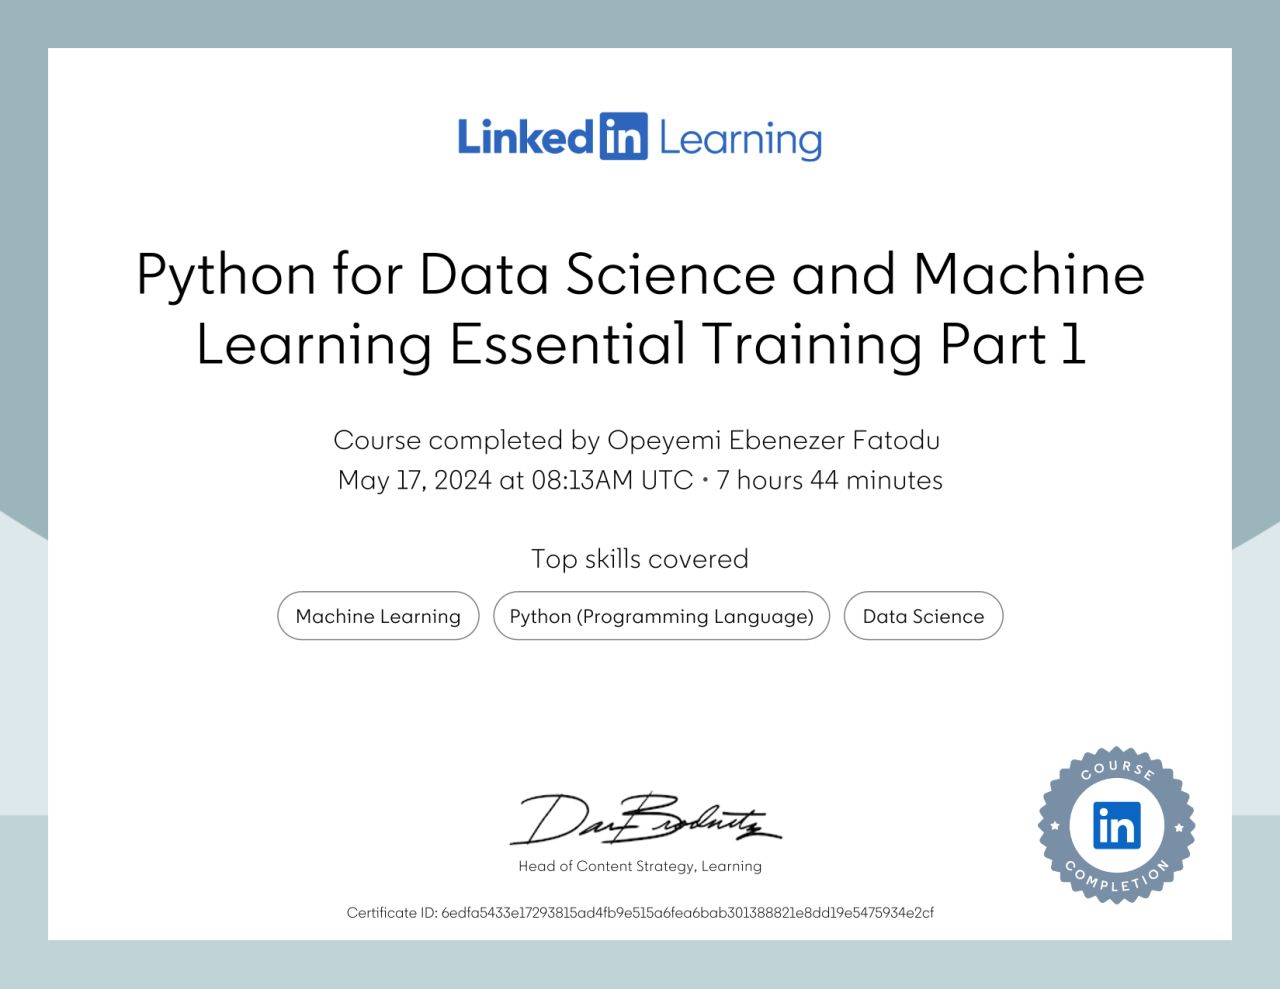 Linked in Learning
Python for Data Science and Machine
Learning Essential Training Part 1
Course completed by Opeyemi Ebenezer Fatodu
May 17, 2024 at 08:13AM UTC • 7 hours 44 minutes
Top skills covered
Machine Learning
Python (Programming Language)
Data Science
Dan Brodnitz
Head of Content Strategy, Learning
COURSE
in
COMPLETION
Certificate ID: 6edfa5433e17293815ad4fb9e515a6fea6bab301388821e8dd19e5475934e2cf